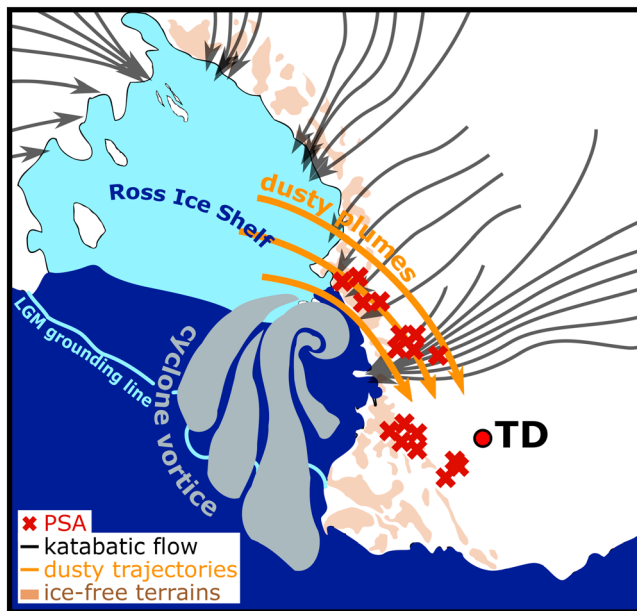 Ross Ice Shelf
dusty plumes
LGM grounding line
cyclone vortice
TD
PSA
katabatic flow
dusty trajectories
ice-free terrains